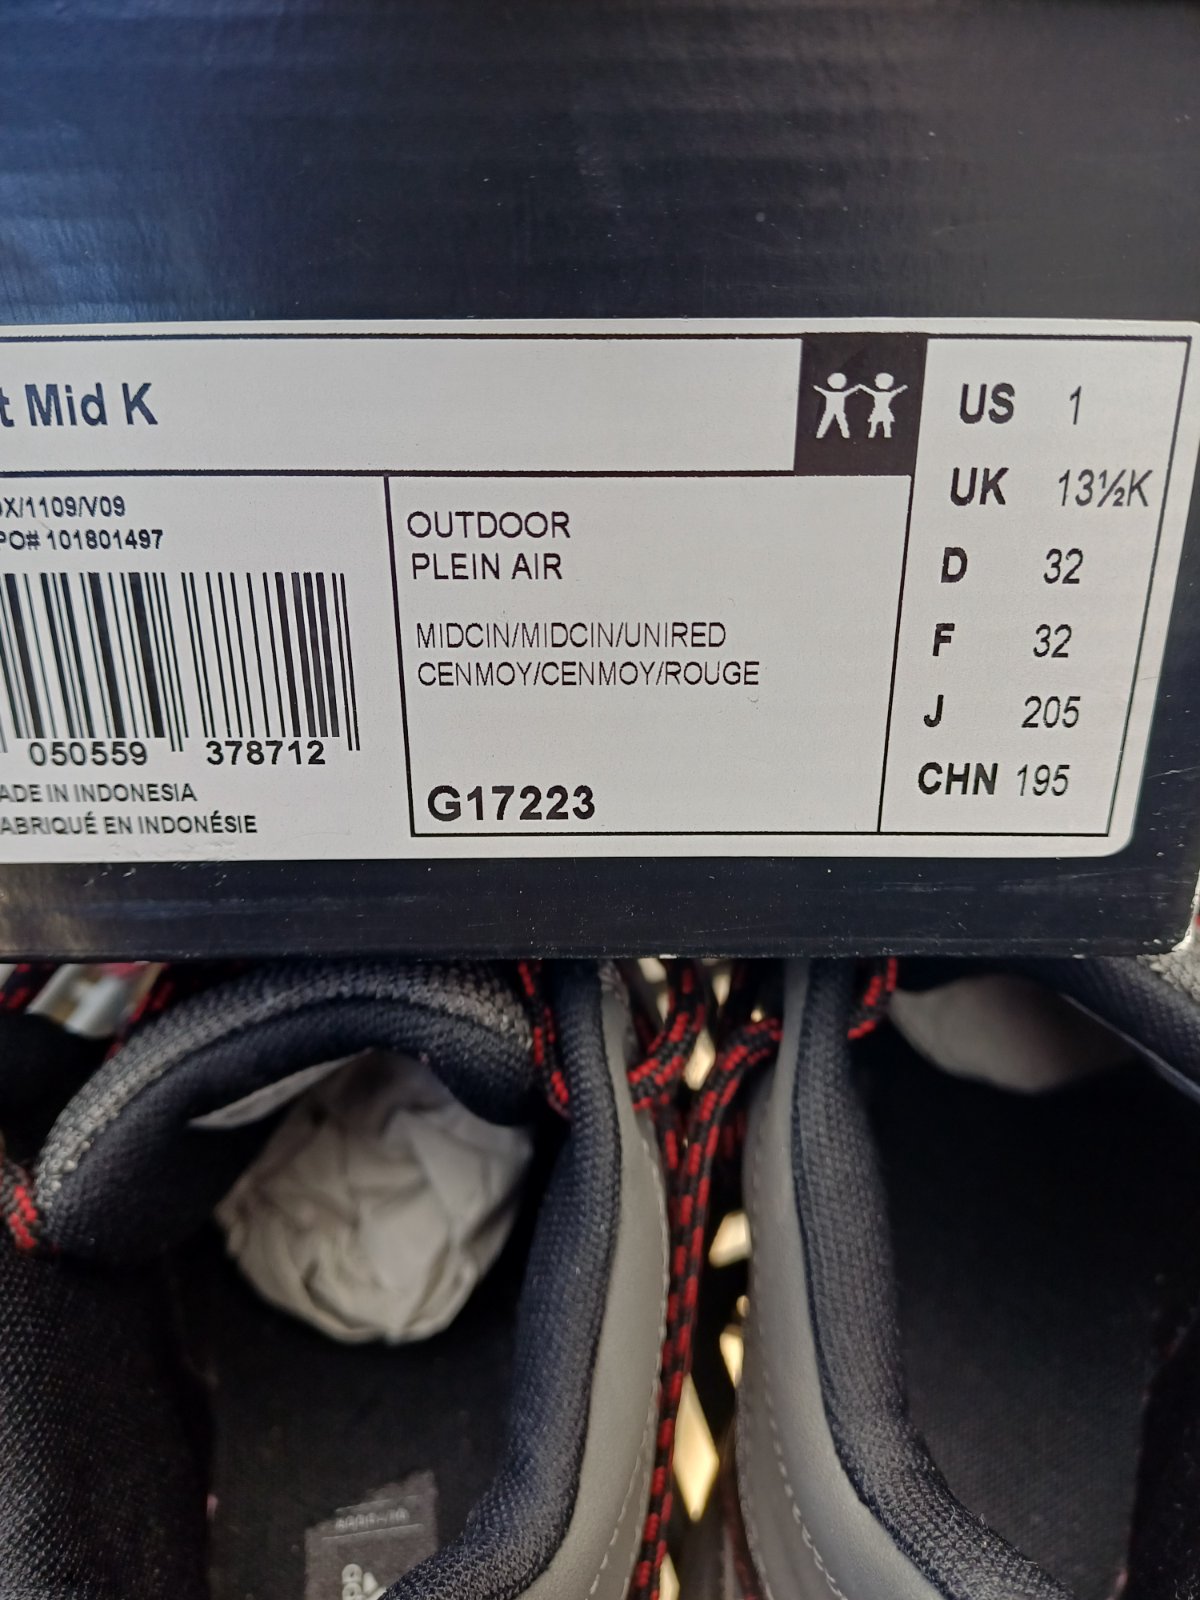 t Mid K
X/1109/V09
PO# 101801497
050559 378712
ADE IN INDONESIA
ABRIQUÉ EN INDONÉSIE
OUTDOOR
PLEIN AIR
MIDCIN/MIDCIN/UNIRED
CENMOY/CENMOY/ROUGE
G17223
US 1
UK 13½K
D 32
F 32
J 205
CHN 195